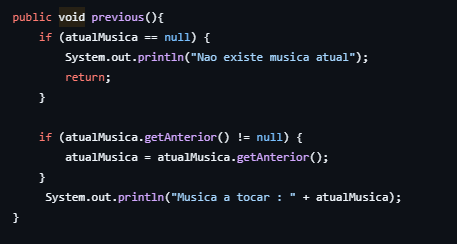 public void previous(){
    if (atualMusica == null) {
        System.out.println("Nao existe musica atual");
        return;
    }

    if (atualMusica.getAnterior() != null) {
        atualMusica = atualMusica.getAnterior();
    }
     System.out.println("Musica a tocar : " + atualMusica);
}